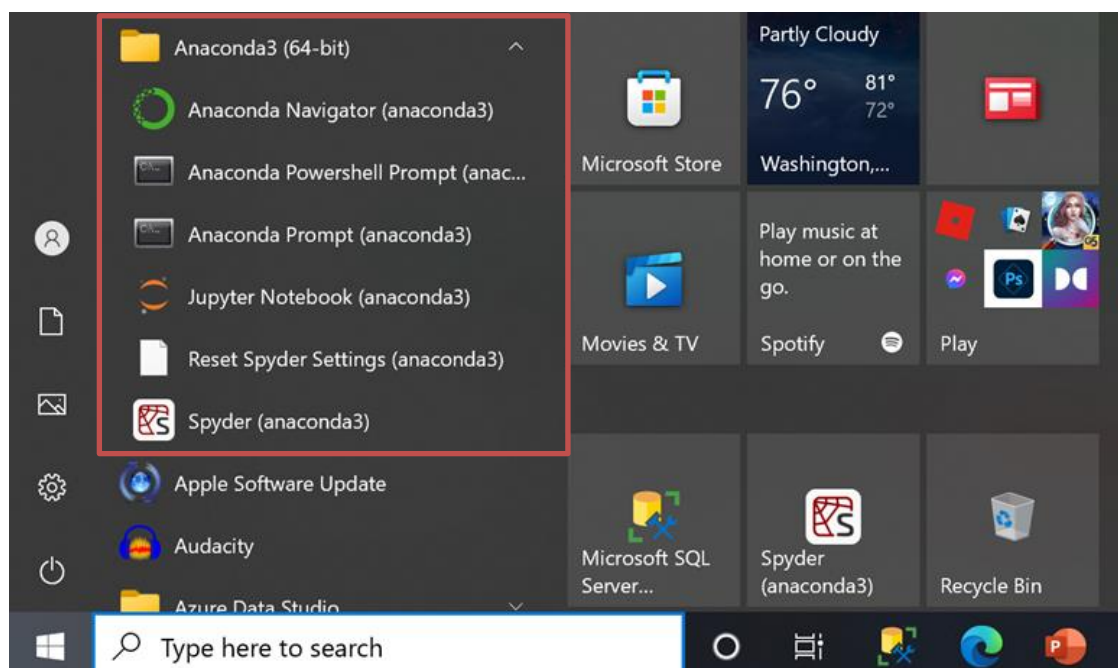 Anaconda3 (64-bit)
Anaconda Navigator (anaconda3)
Anaconda Powershell Prompt (anac...
Anaconda Prompt (anaconda3)
Jupyter Notebook (anaconda3)
Reset Spyder Settings (anaconda3)
Spyder (anaconda3)
Apple Software Update
Audacity
Azure Data Studio
Microsoft Store
Partly Cloudy
76°
81°
72°
Washington,...
Movies & TV
Play music at
home or on the
go.
Spotify
Ps
Play
Microsoft SQL
Server...
Spyder
(anaconda3)
Recycle Bin
Type here to search